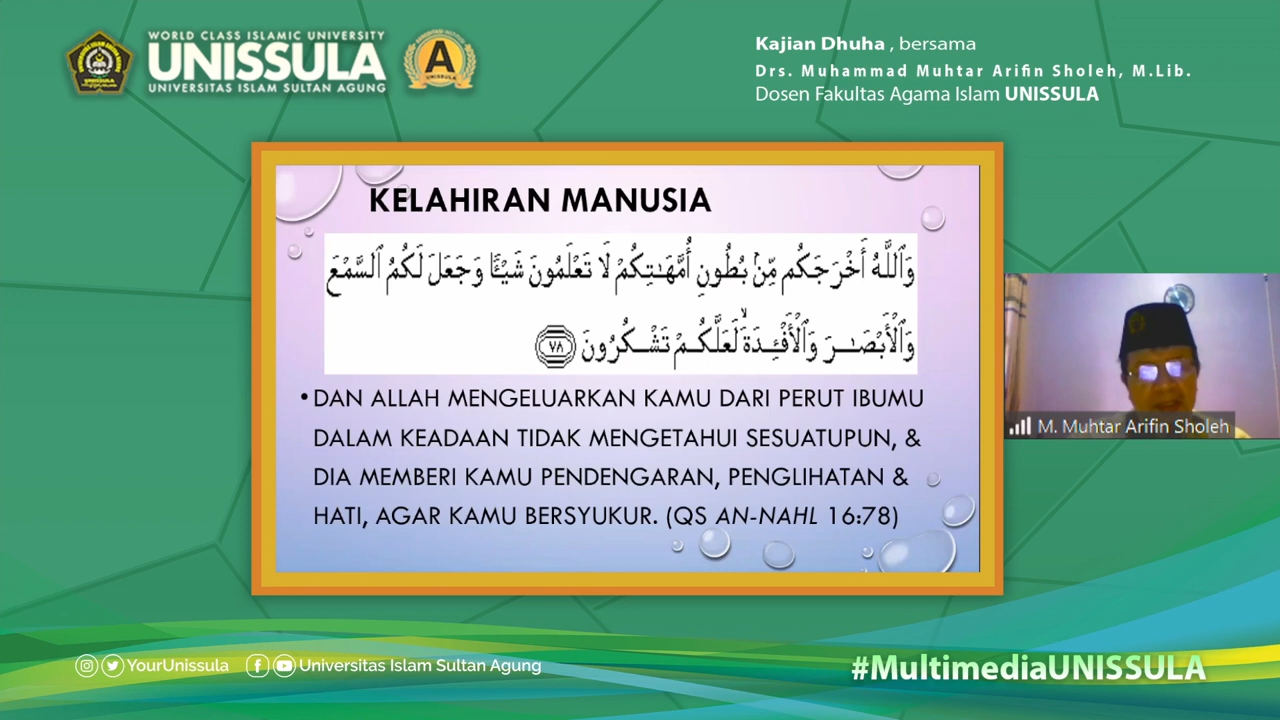 WORLD CLASS ISLAMIC UNIVERSITY
UNISSULA
UNIVERSITAS ISLAM SULTAN AGUNG
A
Kajian Dhuha , bersama
Drs. Muhammad Muhtar Arifin Sholeh, M.Lib.
Dosen Fakultas Agama Islam UNISSULA
KELAHIRAN MANUSIA
وَٱللَّهُ أَخْرَجَكُم مِّنۢ بُطُونِ أُمَّهَـٰتِكُمْ لَا تَعْلَمُونَ شَيْـًٔا وَجَعَلَ لَكُمُ ٱلسَّمْعَ
وَٱلْأَبْصَـٰرَ وَٱلْأَفْـِٔدَةَ ۙ لَعَلَّكُمْ تَشْكُرُونَ ٧٨
• DAN ALLAH MENGELUARKAN KAMU DARI PERUT IBUMU
DALAM KEADAAN TIDAK MENGETAHUI SESUATUPUN, &
DIA MEMBERI KAMU PENDENGARAN, PENGLIHATAN &
HATI, AGAR KAMU BERSYUKUR. (QS AN-NAHL 16:78)
M. Muhtar Arifin Sholeh
YourUnissula
Universitas Islam Sultan Agung
#MultimediaUNISSULA